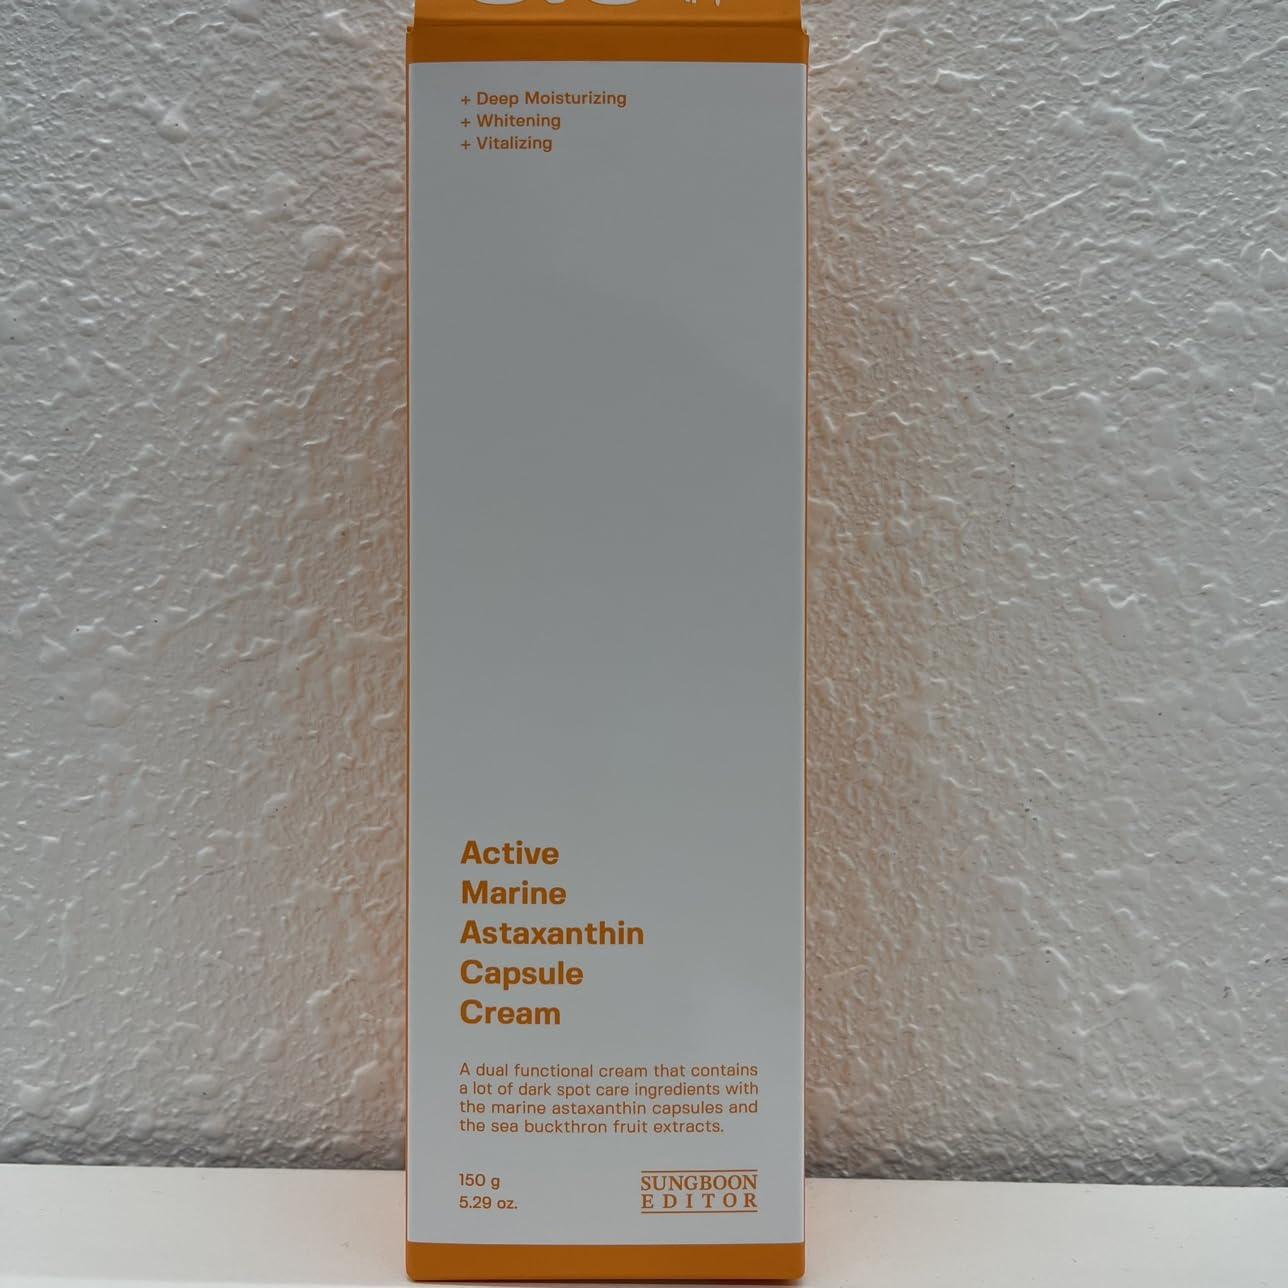 + Deep Moisturizing
+ Whitening
+ Vitalizing
Active
Marine
Astaxanthin
Capsule
Cream
A dual functional cream that contains
a lot of dark spot care ingredients with
the marine astaxanthin capsules and
the sea buckthron fruit extracts.
150 g
5.29 oz.
SUNGBOON
EDITOR